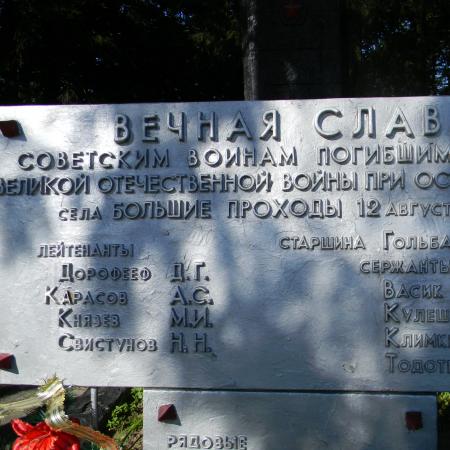 ВЕЧНАЯ СЛАВ
СОВЕТСКИМ ВОИНАМ ПОГИБШИМ
ВЕЛИКОЙ ОТЕЧЕСТВЕННОЙ ВОЙНЫ ПРИ ОС
СЕЛА БОЛЬШИЕ ПРОХОДЫ 12 АВГУСТ
ЛЕЙТЕНАНТЫ
ДОРОФЕЕФ Д.Г.
КАРАСОВ А.С.
КНЯЗЕВ М.И.
СВИСТУНОВ Н.Н.
СТАРШИНА ГОЛЬБА
СЕРЖАНТЫ
ВАСИК
КУЛЕШ
КЛИМК
ТОДОТ
РЯДОВЫЕ